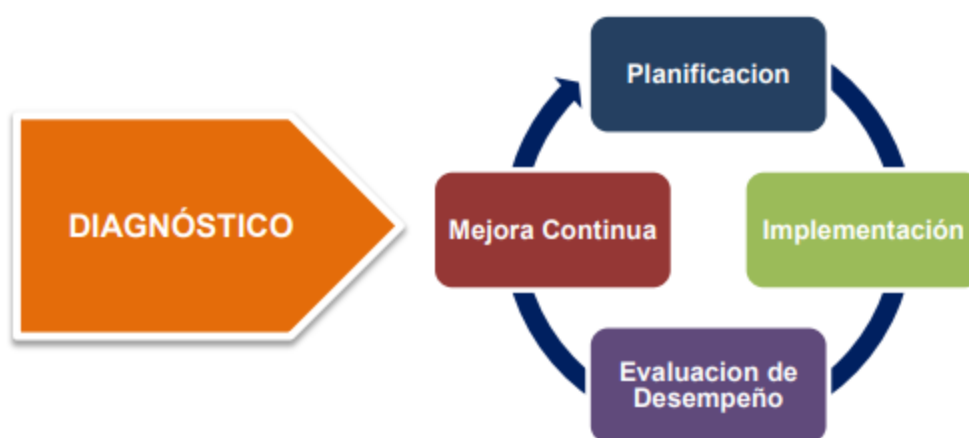 Planificacion
DIAGNÓSTICO
Mejora Continua
Implementación
Evaluacion de
Desempeño